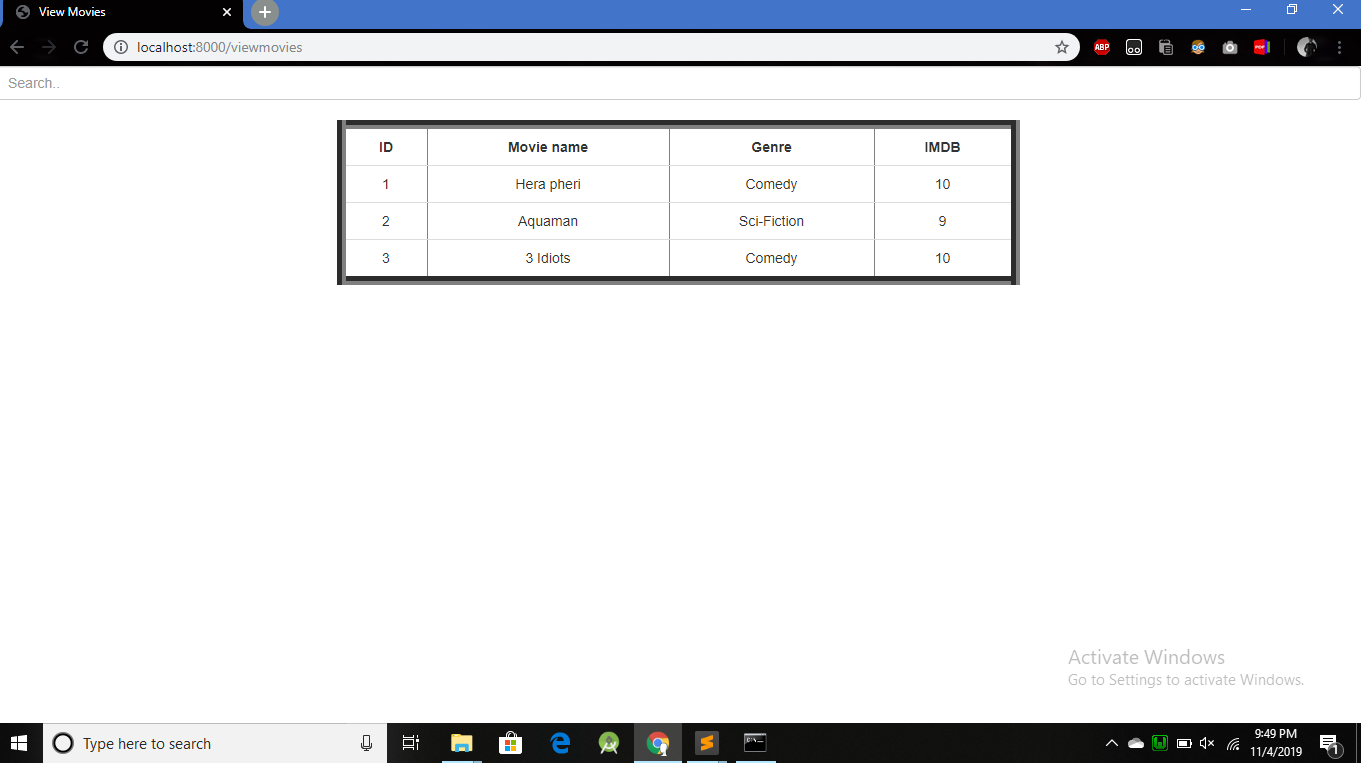 View Movies
localhost:8000/viewmovies
ABP
Search..
ID Movie name Genre IMDB
1 Hera pheri Comedy 10
2 Aquaman Sci-Fiction 9
3 3 Idiots Comedy 10
Activate Windows
Go to Settings to activate Windows.
Type here to search
9:49 PM
11/4/2019
1